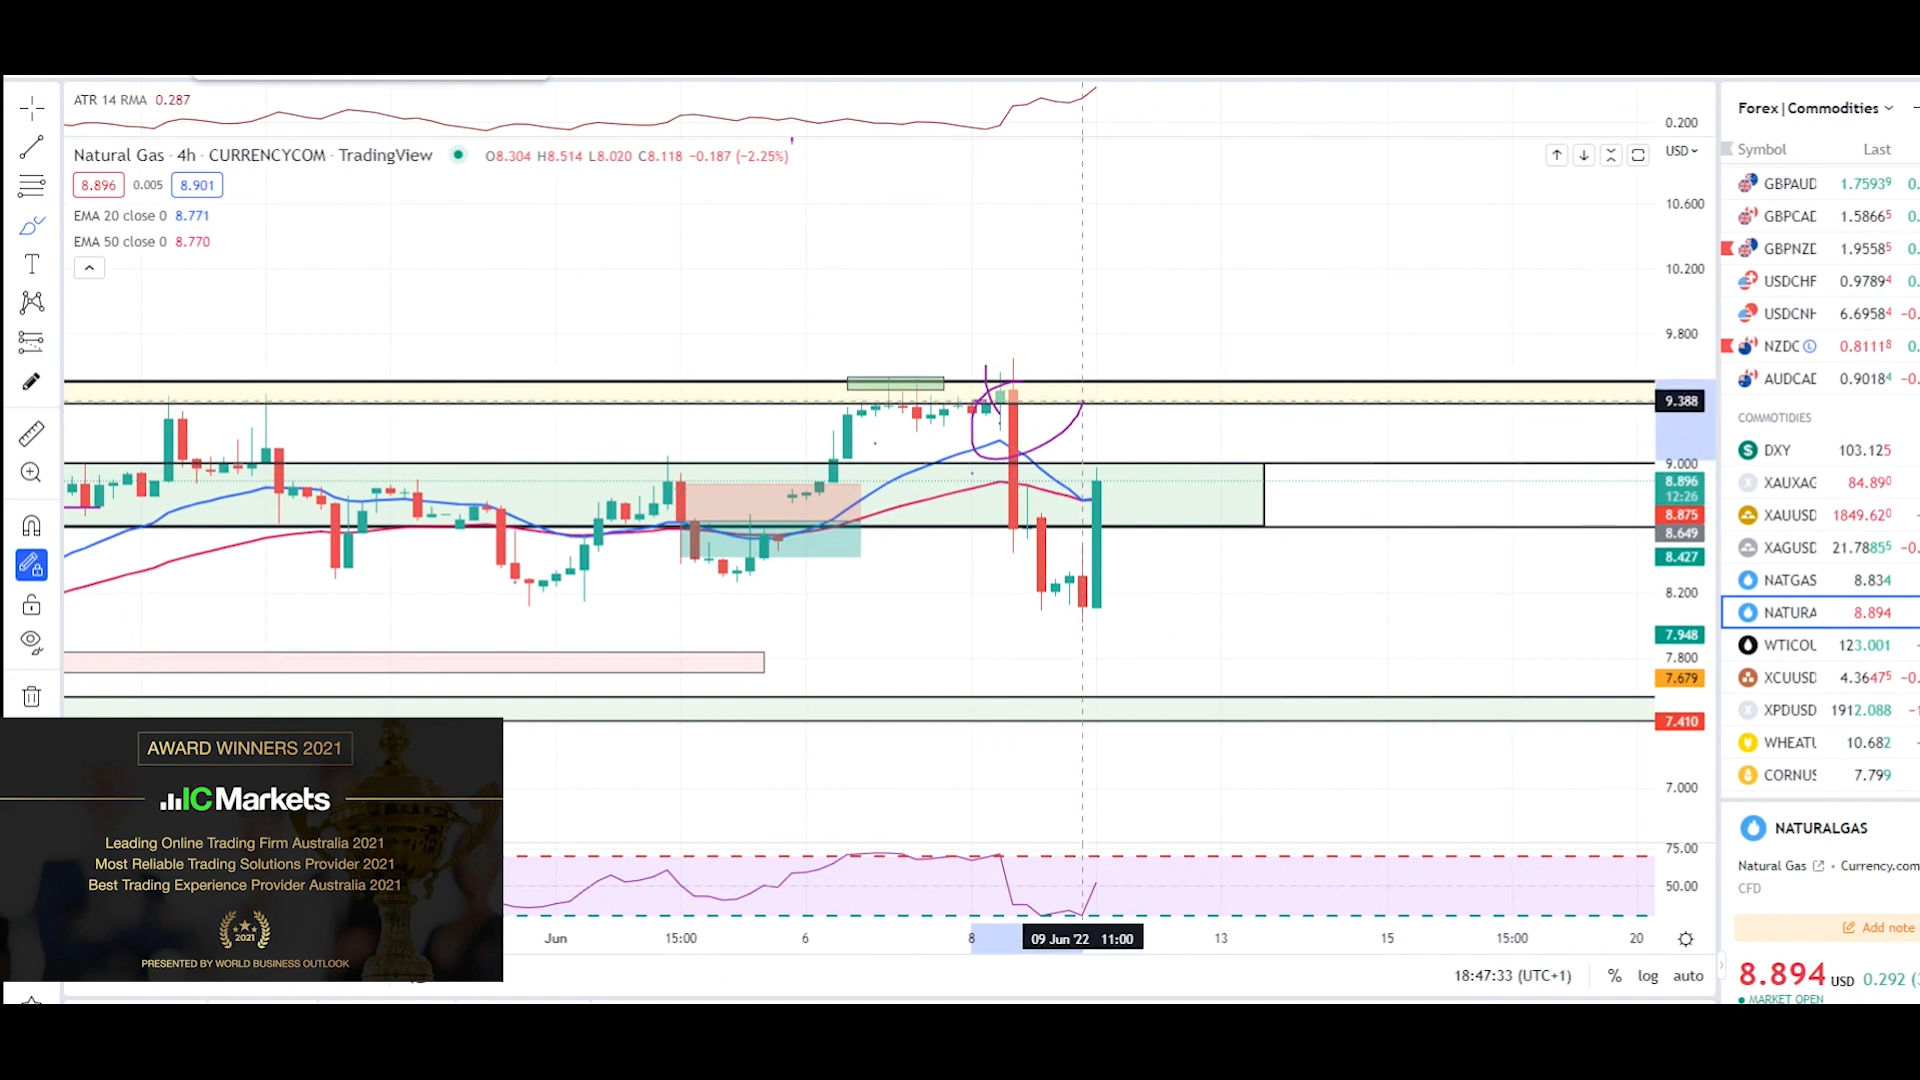 ATR 14 RMA 0.287
0.200
Natural Gas · 4h · CURRENCYCOM · TradingView O8.304 H8.514 L8.020 C8.118 −0.187 (−2.25%)
USD
8.896 0.005 8.901
EMA 20 close 0 8.771
EMA 50 close 0 8.770
10.600
10.200
9.800
9.388
9.000
8.896
12:26
8.875
8.649
8.427
8.200
7.948
7.800
7.679
7.410
7.000
75.00
50.00
Jun 15:00 6 8 09 Jun '22 11:00 13 15 15:00 20
18:47:33 (UTC+1) % log auto
AWARD WINNERS 2021
ICMarkets
Leading Online Trading Firm Australia 2021
Most Reliable Trading Solutions Provider 2021
Best Trading Experience Provider Australia 2021
2021
PRESENTED BY WORLD BUSINESS OUTLOOK
Forex|Commodities
Symbol Last
GBPAUD 1.75939 0.
GBPCAD 1.58665 0.
GBPNZD 1.95585 0.
USDCHF 0.97894 0.
USDCNH 6.69584 −0.
NZDC L 0.81118 0.
AUDCAD 0.90184 −0.
COMMOTIDIES
DXY 103.125
XAUXAG 84.890
XAUUSD 1849.620
XAGUSD 21.78855 −0.
NATGAS 8.834
NATURA 8.894
WTICOU 123.001
XCUUSD 4.36475 −0.
XPDUSD 1912.088
WHEATU 10.682
CORNUS 7.799
NATURALGAS
Natural Gas • Currency.com
CFD
Add note
8.894 USD 0.292
MARKET OPEN